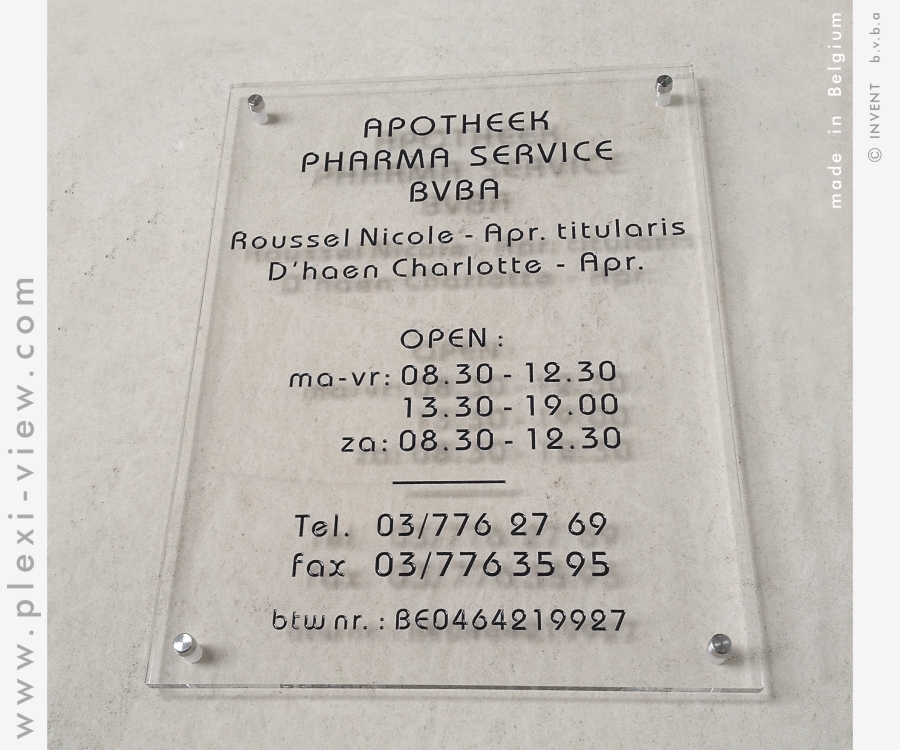 APOTHEEK
PHARMA SERVICE
BVBA
Roussel Nicole - Apr. titularis
D'haen Charlotte - Apr.
OPEN :
ma-vr: 08.30 - 12.30
13.30 - 19.00
za: 08.30 - 12.30
Tel. 03/776 27 69
fax 03/776 35 95
btw nr. : BE0464219927
www.plexi-view.com
made in Belgium
© INVENT b.v.b.a